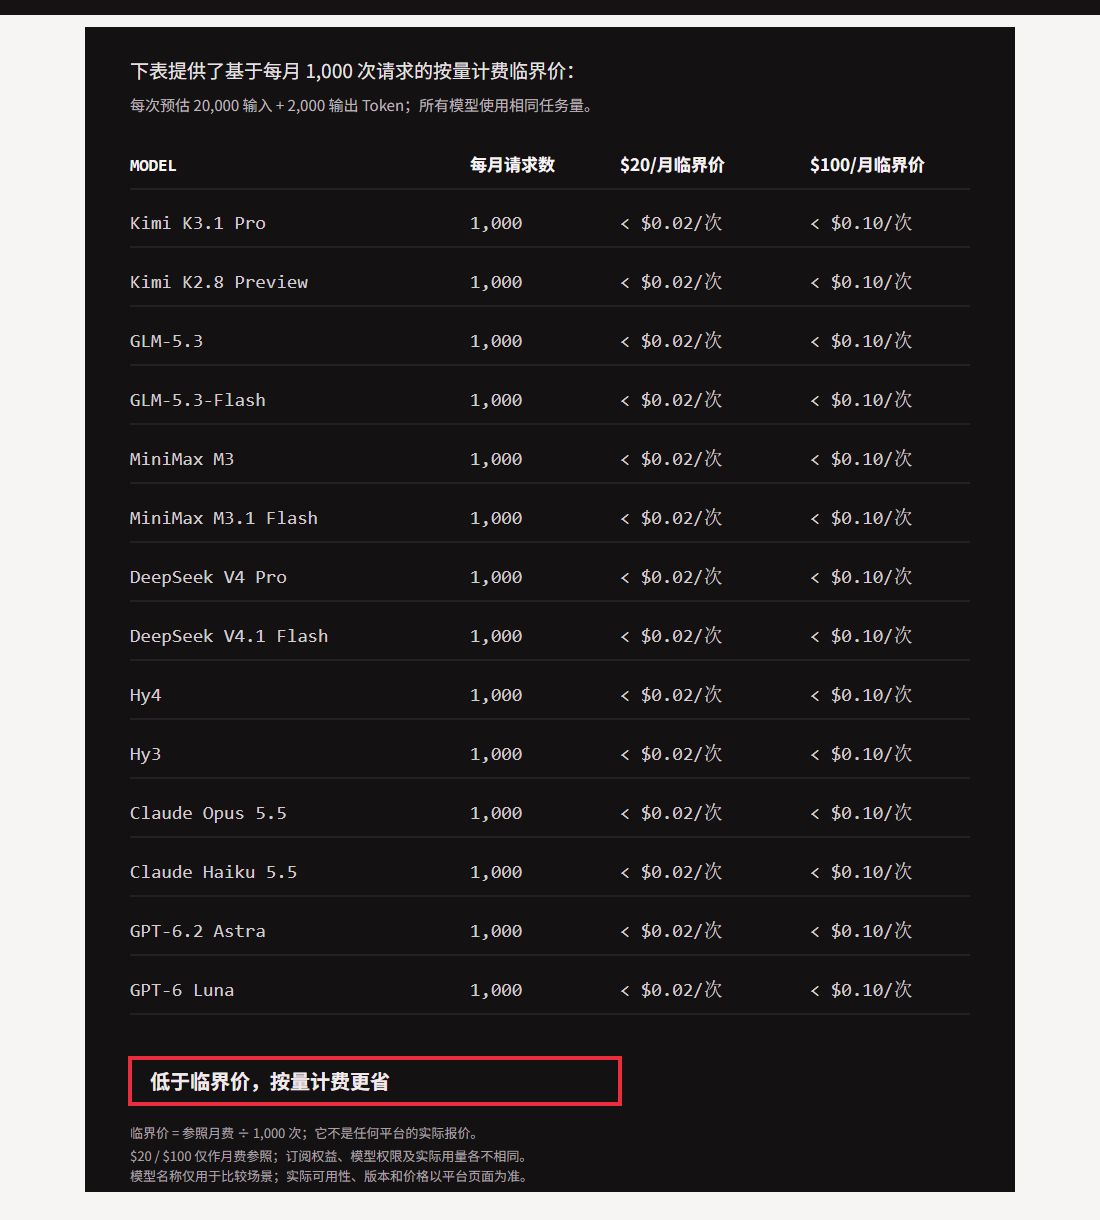 下表提供了基于每月 1,000 次请求的按量计费临界价：
每次预估 20,000 输入 + 2,000 输出 Token；所有模型使用相同任务量。
MODEL 每月请求数 $20/月临界价 $100/月临界价
Kimi K3.1 Pro 1,000 < $0.02/次 < $0.10/次
Kimi K2.8 Preview 1,000 < $0.02/次 < $0.10/次
GLM-5.3 1,000 < $0.02/次 < $0.10/次
GLM-5.3-Flash 1,000 < $0.02/次 < $0.10/次
MiniMax M3 1,000 < $0.02/次 < $0.10/次
MiniMax M3.1 Flash 1,000 < $0.02/次 < $0.10/次
DeepSeek V4 Pro 1,000 < $0.02/次 < $0.10/次
DeepSeek V4.1 Flash 1,000 < $0.02/次 < $0.10/次
Hy4 1,000 < $0.02/次 < $0.10/次
Hy3 1,000 < $0.02/次 < $0.10/次
Claude Opus 5.5 1,000 < $0.02/次 < $0.10/次
Claude Haiku 5.5 1,000 < $0.02/次 < $0.10/次
GPT-6.2 Astra 1,000 < $0.02/次 < $0.10/次
GPT-6 Luna 1,000 < $0.02/次 < $0.10/次
低于临界价，按量计费更省
临界价 = 参照月费 ÷ 1,000 次；它不是任何平台的实际报价。
$20 / $100 仅作月费参照；订阅权益、模型权限及实际用量各不相同。
模型名称仅用于比较场景；实际可用性、版本和价格以平台页面为准。